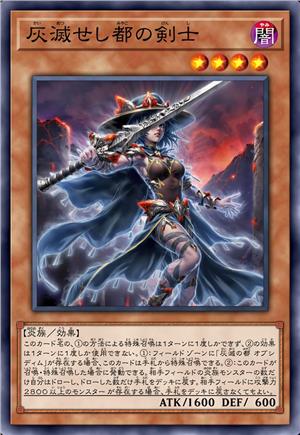 灰滅せし都の剣士
闇
【炎族/効果】
このカード名の、①の方法による特殊召喚は1ターンに1度しかできず、②の効果
は1ターンに1度しか使用できない。①:フィールドゾーンに「灰滅の都 オブシ
ディム」が存在する場合、このカードは手札から特殊召喚できる。②:このカードが
召喚・特殊召喚した場合に発動できる。相手フィールドの炎族モンスターの数だ
け自分はドローし、ドローした数だけ手札をデッキに戻す。相手フィールドに攻撃力
2800以上のモンスターが存在する場合、手札をデッキに戻さなくてもよい。
ATK/1600 DEF/ 600